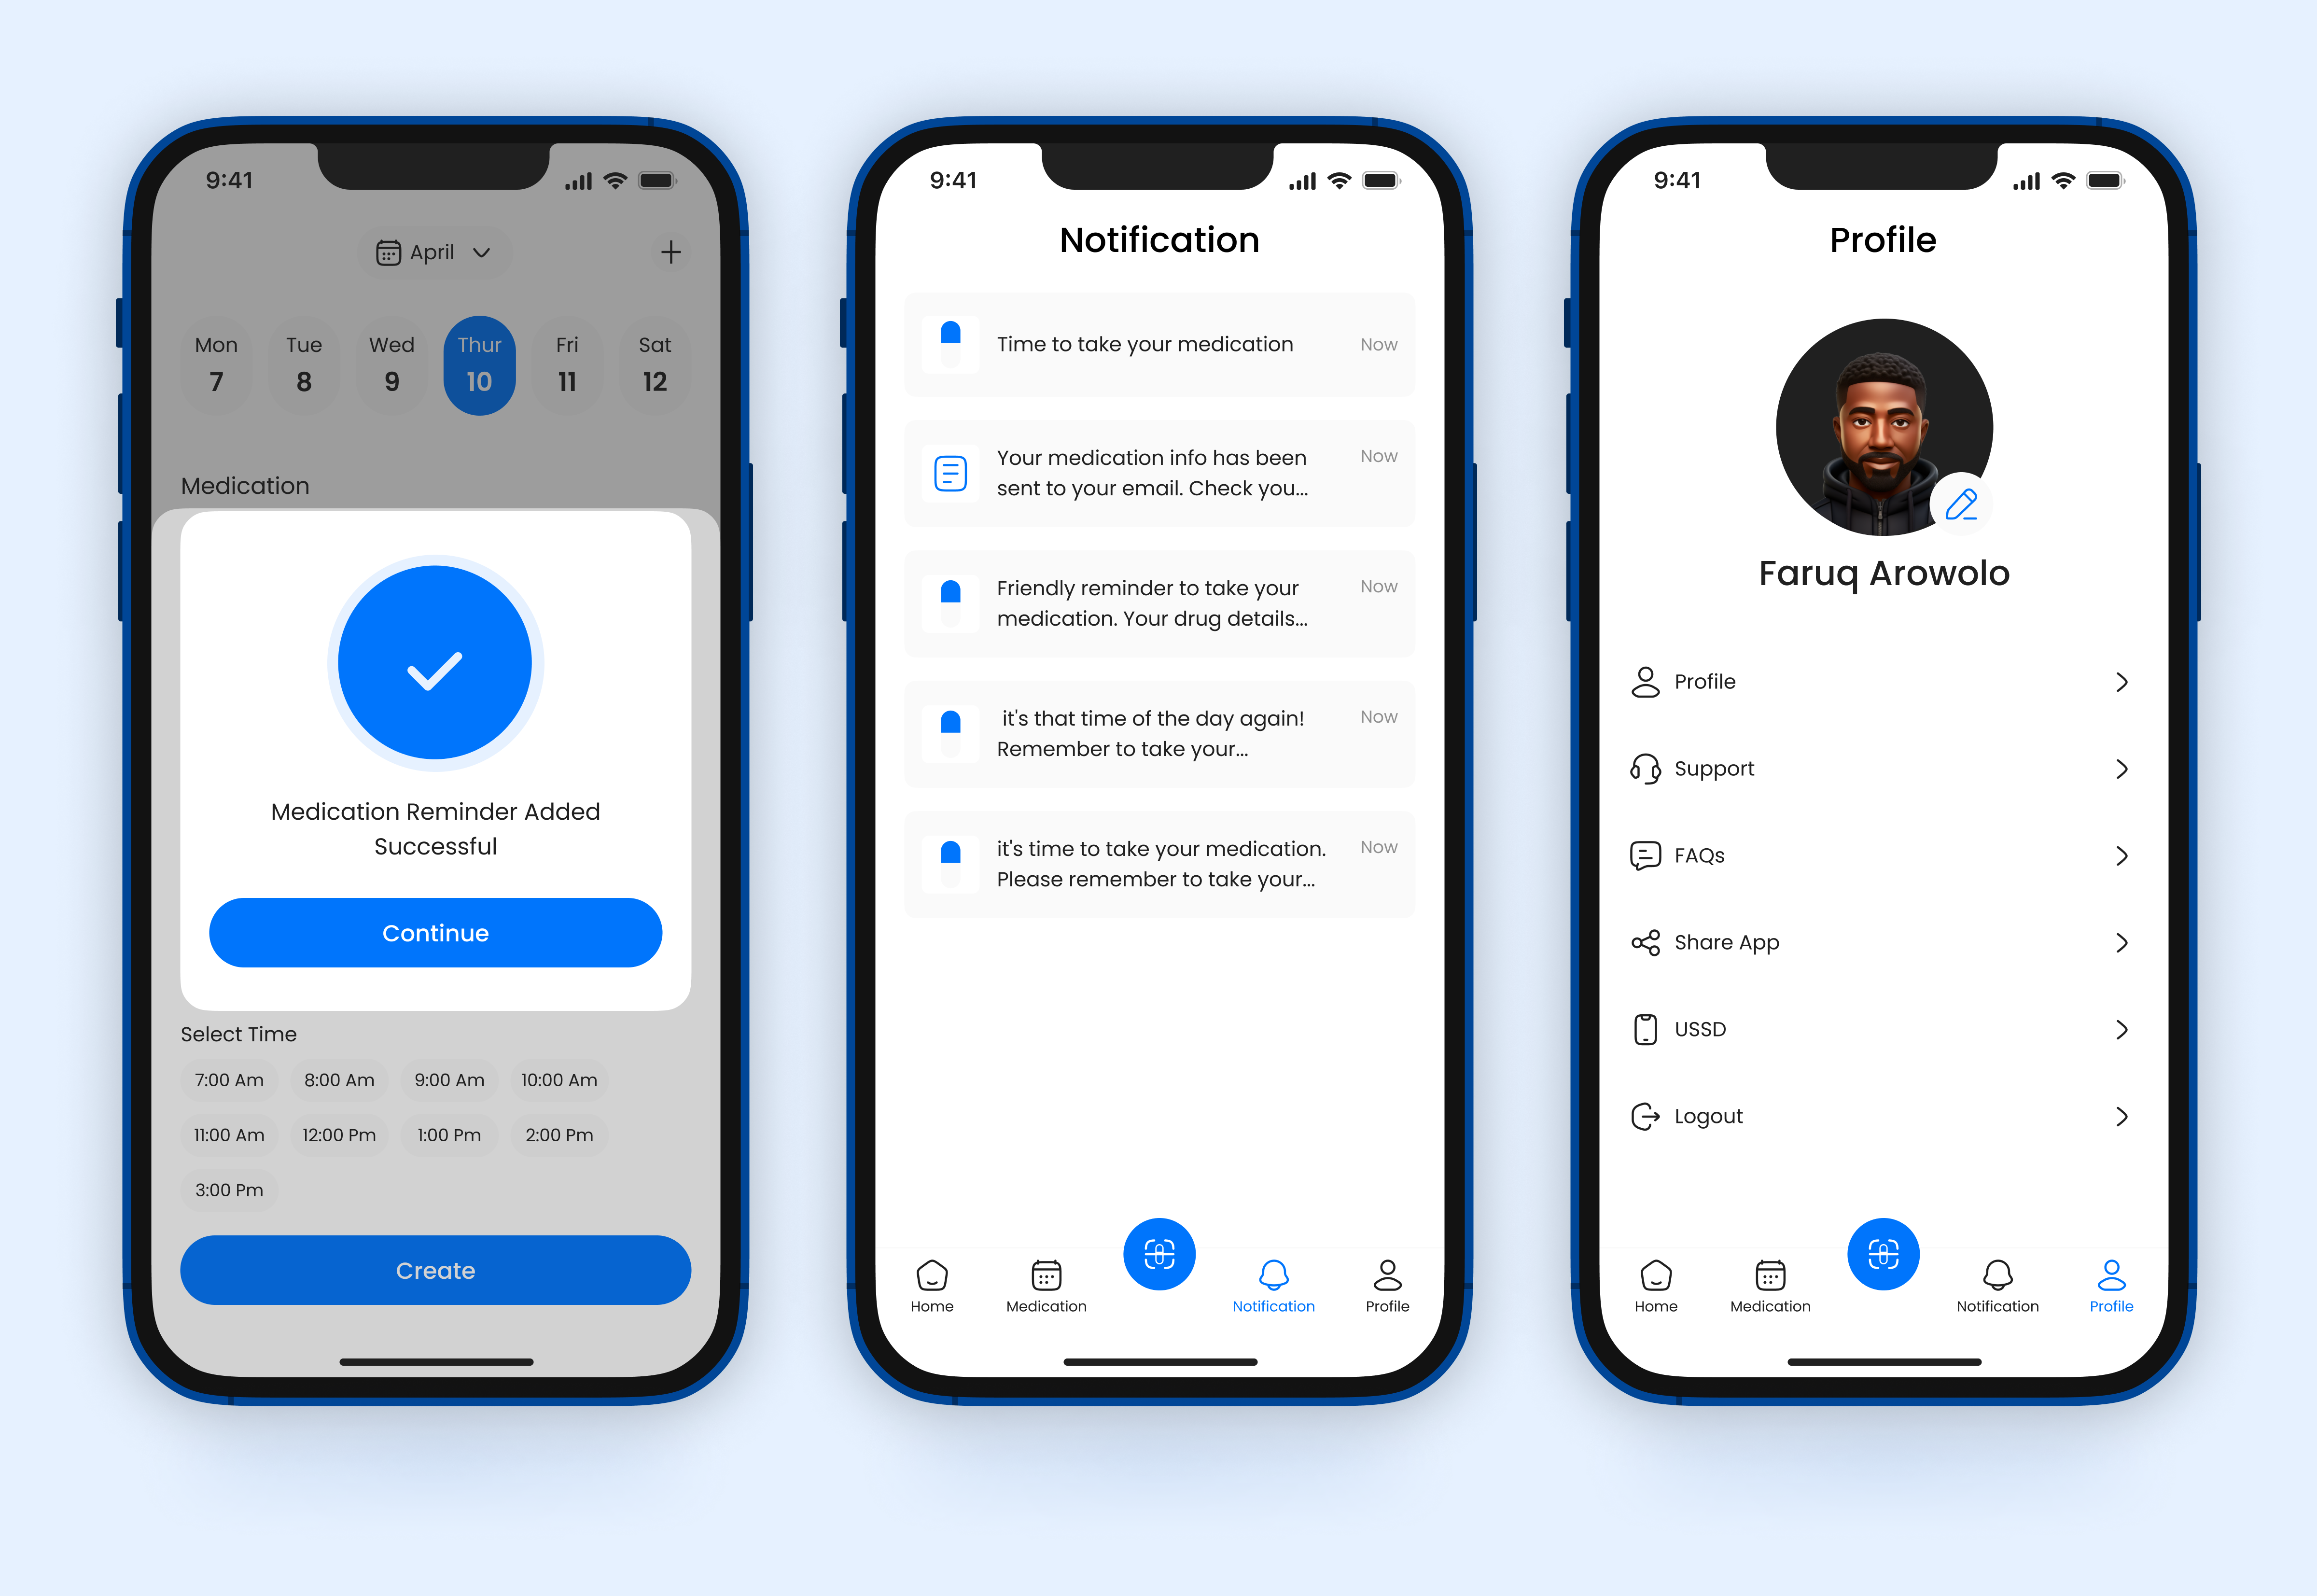 9:41
April
Mon Tue Wed Thur Fri Sat
7 8 9 10 11 12
Medication
Medication Reminder Added
Successful
Continue
Select Time
7:00 Am 8:00 Am 9:00 Am 10:00 Am
11:00 Am 12:00 Pm 1:00 Pm 2:00 Pm
3:00 Pm
Create
9:41
Notification
Time to take your medication Now
Your medication info has been Now
sent to your email. Check you...
Friendly reminder to take your Now
medication. Your drug details...
it's that time of the day again! Now
Remember to take your...
it's time to take your medication. Now
Please remember to take your...
Home Medication Notification Profile
9:41
Profile
Faruq Arowolo
Profile
Support
FAQs
Share App
USSD
Logout
Home Medication Notification Profile